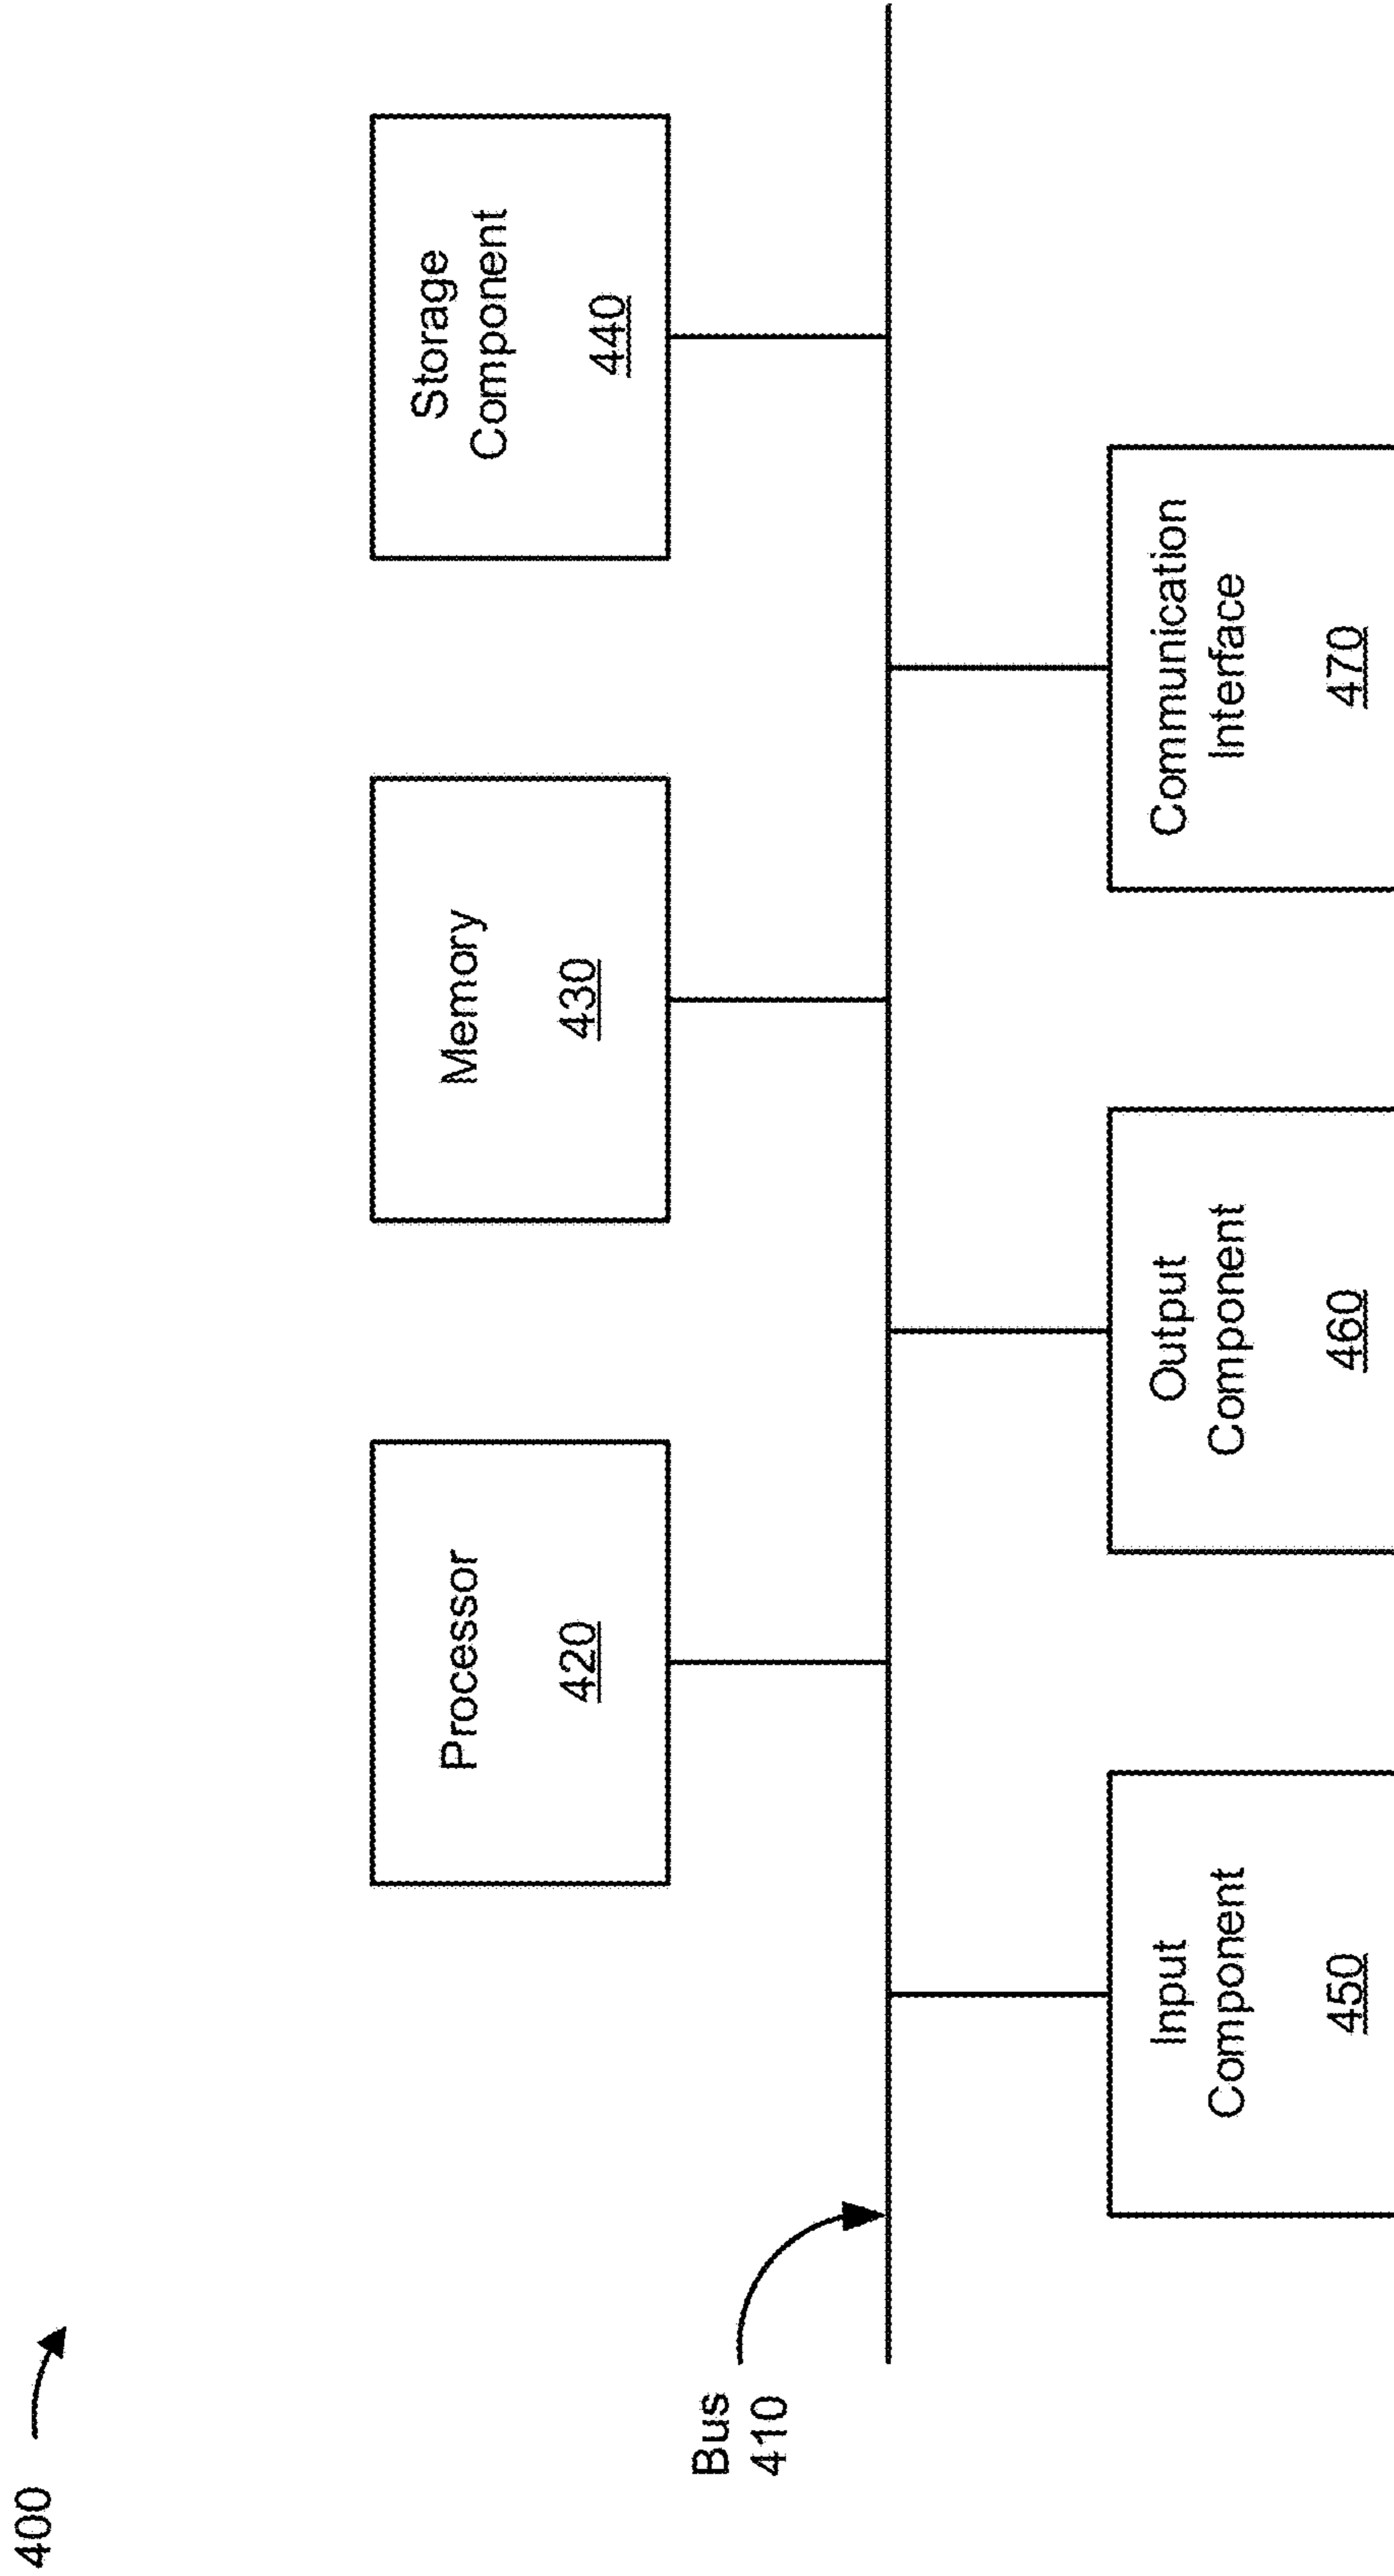 400
Processor
420
Memory
430
Storage
Component
440
Bus
410
Input
Component
450
Output
Component
460
Communication
Interface
470